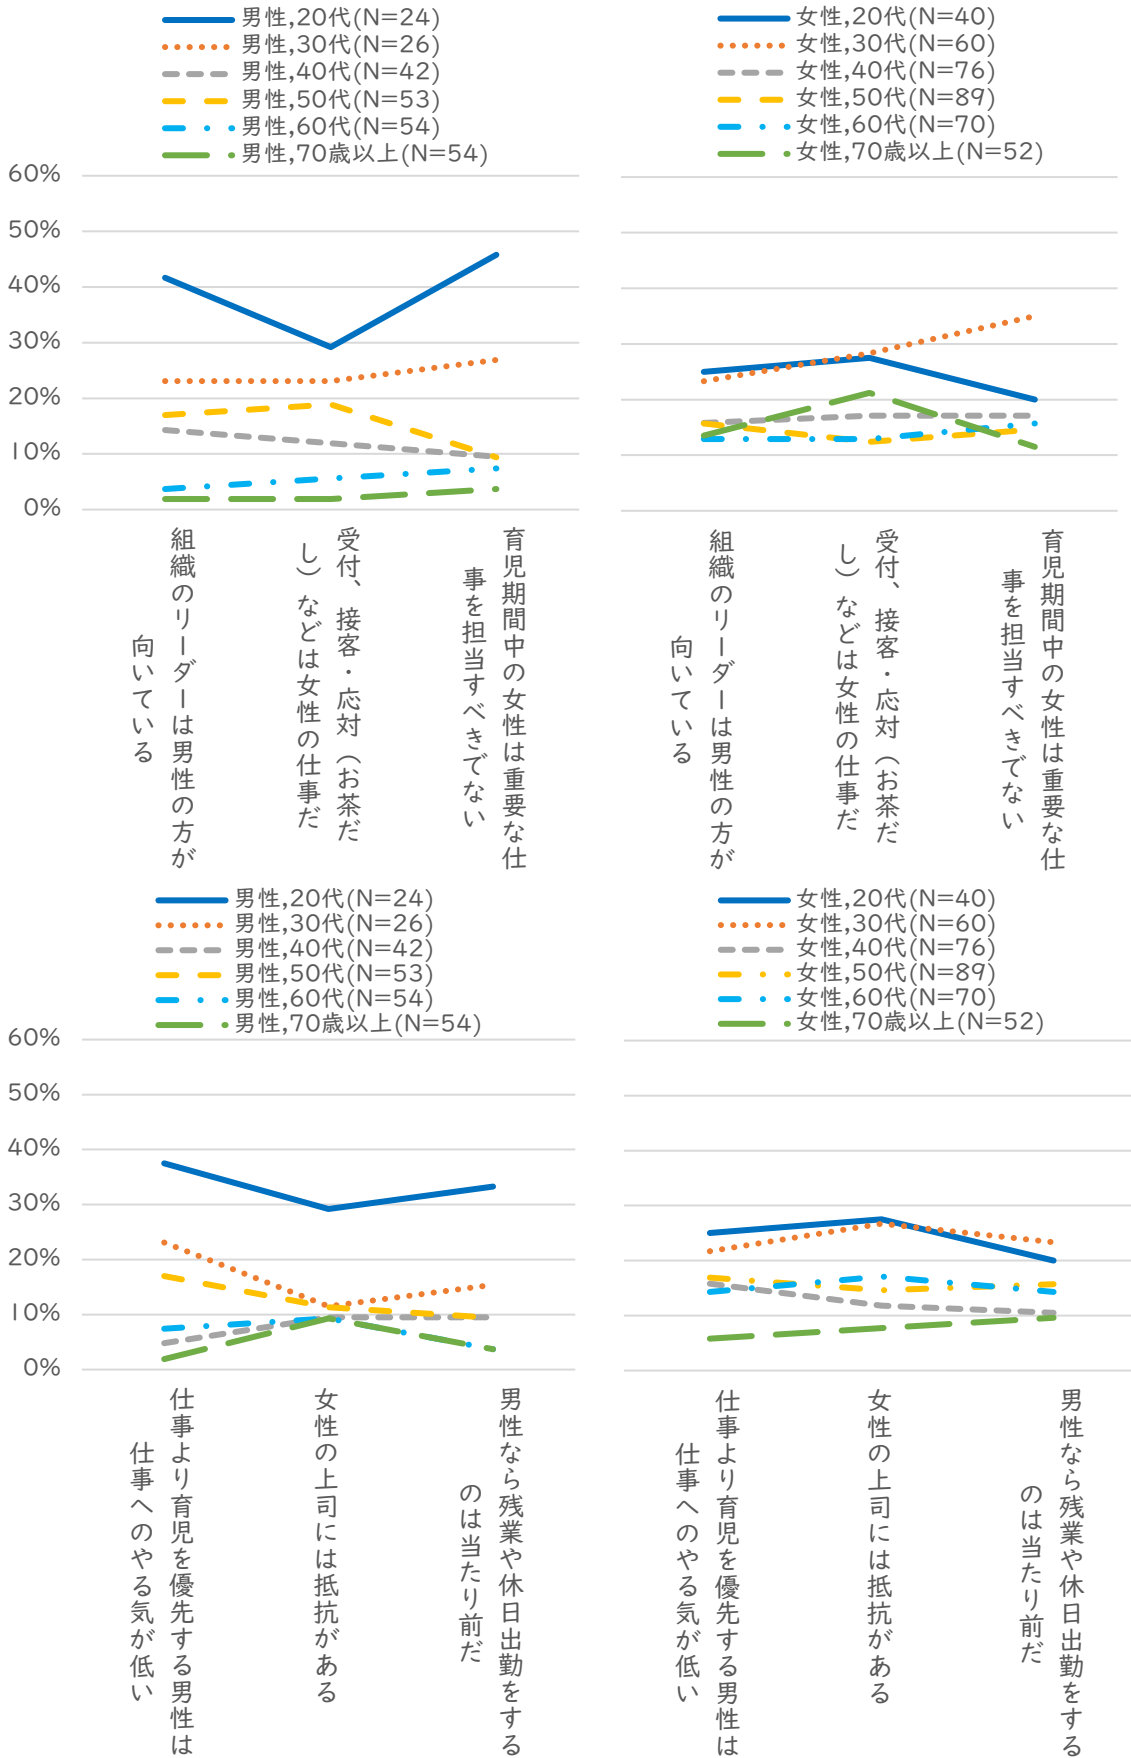 男性,20代(N=24)
男性,30代(N=26)
男性,40代(N=42)
男性,50代(N=53)
男性,60代(N=54)
男性,70歳以上(N=54)
60%
50%
40%
30%
20%
10%
0%
組織のリーダーは男性の方が
向いている
受付、接客・応対（お茶だ
し）などは女性の仕事だ
育児期間中の女性は重要な仕
事を担当すべきでない
女性,20代(N=40)
女性,30代(N=60)
女性,40代(N=76)
女性,50代(N=89)
女性,60代(N=70)
女性,70歳以上(N=52)
組織のリーダーは男性の方が
向いている
受付、接客・応対（お茶だ
し）などは女性の仕事だ
育児期間中の女性は重要な仕
事を担当すべきでない
男性,20代(N=24)
男性,30代(N=26)
男性,40代(N=42)
男性,50代(N=53)
男性,60代(N=54)
男性,70歳以上(N=54)
60%
50%
40%
30%
20%
10%
0%
仕事より育児を優先する男性は
仕事へのやる気が低い
女性の上司には抵抗がある
男性なら残業や休日出勤をする
のは当たり前だ
女性,20代(N=40)
女性,30代(N=60)
女性,40代(N=76)
女性,50代(N=89)
女性,60代(N=70)
女性,70歳以上(N=52)
仕事より育児を優先する男性は
仕事へのやる気が低い
女性の上司には抵抗がある
男性なら残業や休日出勤をする
のは当たり前だ